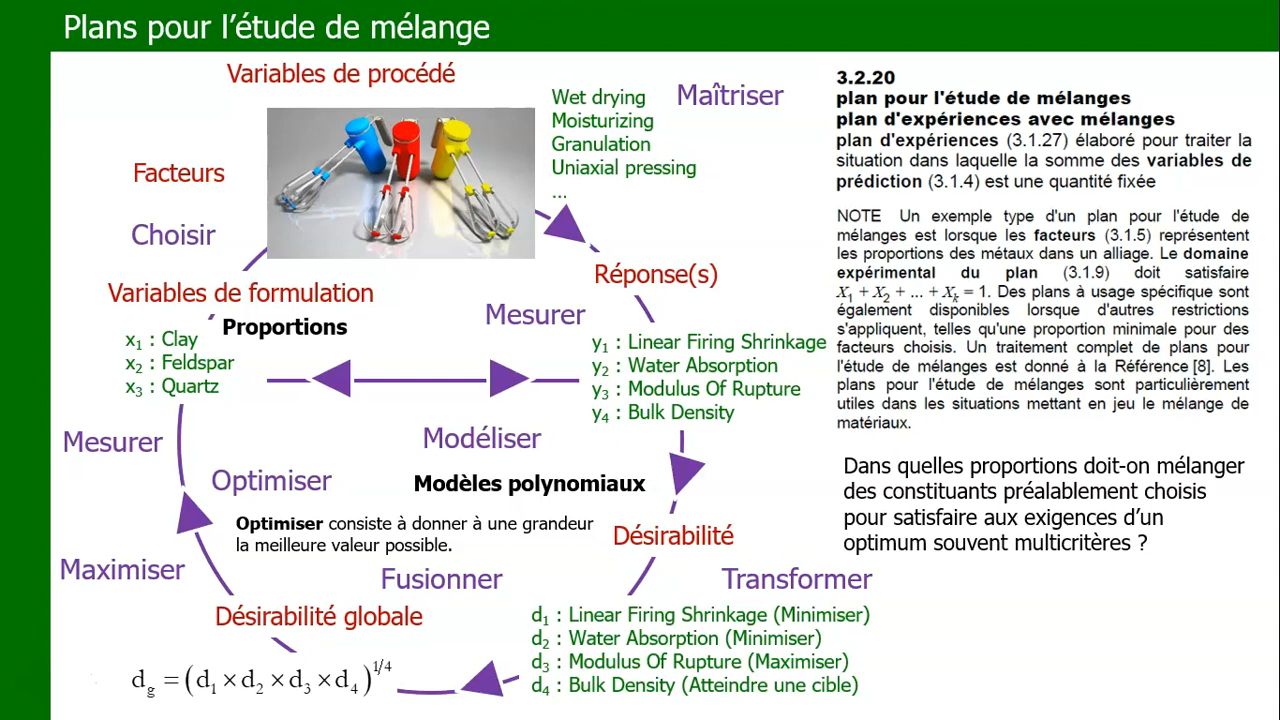 Plans pour l’étude de mélange
Variables de procédé
Wet drying
Moisturizing
Granulation
Uniaxial pressing
...
Maîtriser
Facteurs
Choisir
Réponse(s)
Variables de formulation
Proportions
x1 : Clay
x2 : Feldspar
x3 : Quartz
Mesurer
y1 : Linear Firing Shrinkage
y2 : Water Absorption
y3 : Modulus Of Rupture
y4 : Bulk Density
Mesurer
Modéliser
Optimiser
Modèles polynomiaux
Optimiser consiste à donner à une grandeur
la meilleure valeur possible.
Désirabilité
Maximiser
Fusionner
Transformer
Désirabilité globale
d1 : Linear Firing Shrinkage (Minimiser)
d2 : Water Absorption (Minimiser)
d3 : Modulus Of Rupture (Maximiser)
d4 : Bulk Density (Atteindre une cible)
dg = (d1 × d2 × d3 × d4)^1/4
3.2.20
plan pour l'étude de mélanges
plan d'expériences avec mélanges
plan d'expériences (3.1.27) élaboré pour traiter la
situation dans laquelle la somme des variables de
prédiction (3.1.4) est une quantité fixée
NOTE Un exemple type d'un plan pour l'étude de
mélanges est lorsque les facteurs (3.1.5) représentent
les proportions des métaux dans un alliage. Le domaine
expérimental du plan (3.1.9) doit satisfaire
X1 + X2 + ... + Xk = 1. Des plans à usage spécifique sont
également disponibles lorsque d'autres restrictions
s'appliquent, telles qu'une proportion minimale pour des
facteurs choisis. Un traitement complet de plans pour
l'étude de mélanges est donné à la Référence [8]. Les
plans pour l'étude de mélanges sont particulièrement
utiles dans les situations mettant en jeu le mélange de
matériaux.
Dans quelles proportions doit-on mélanger
des constituants préalablement choisis
pour satisfaire aux exigences d’un
optimum souvent multicritères ?